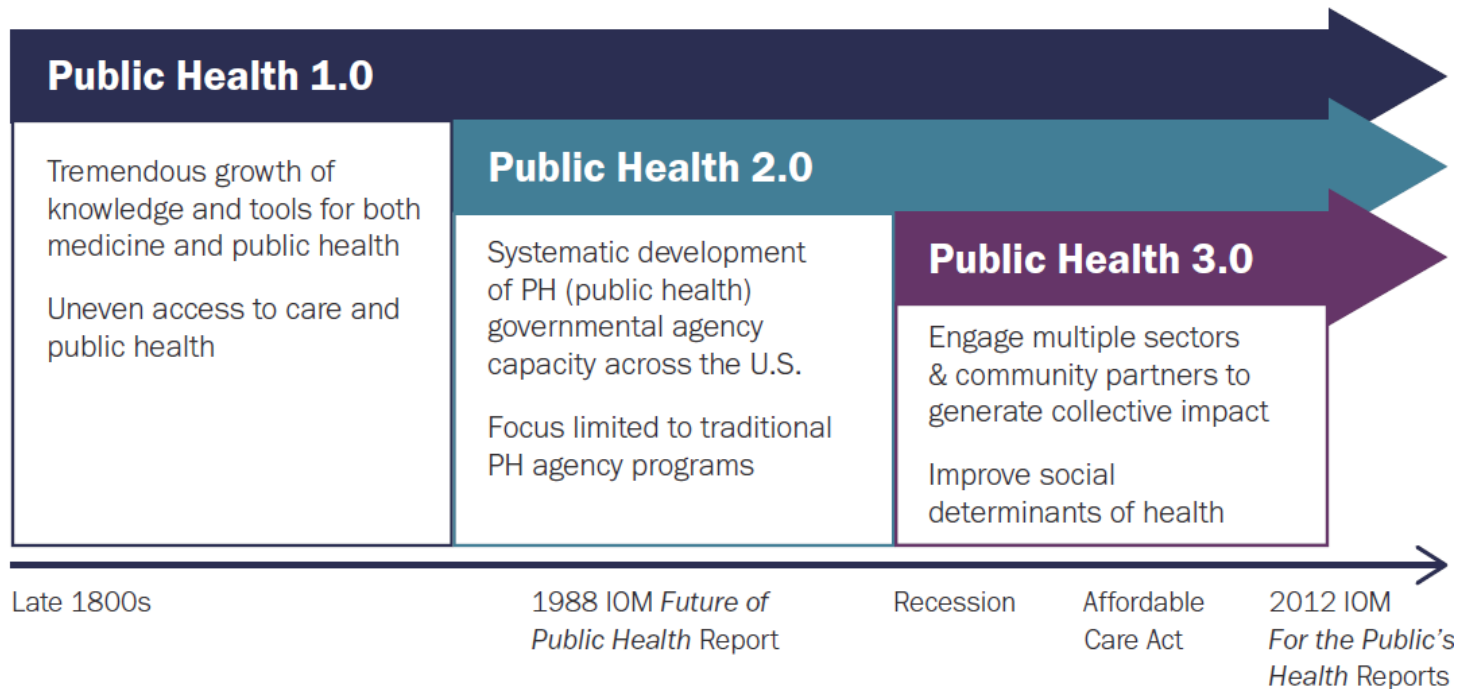 Public Health 1.0
Tremendous growth of
knowledge and tools for both
medicine and public health
Uneven access to care and
public health
Public Health 2.0
Systematic development
of PH (public health)
governmental agency
capacity across the U.S.
Focus limited to traditional
PH agency programs
Public Health 3.0
Engage multiple sectors
& community partners to
generate collective impact
Improve social
determinants of health
Late 1800s
1988 IOM Future of
Public Health Report
Recession
Affordable
Care Act
2012 IOM
For the Public's
Health Reports